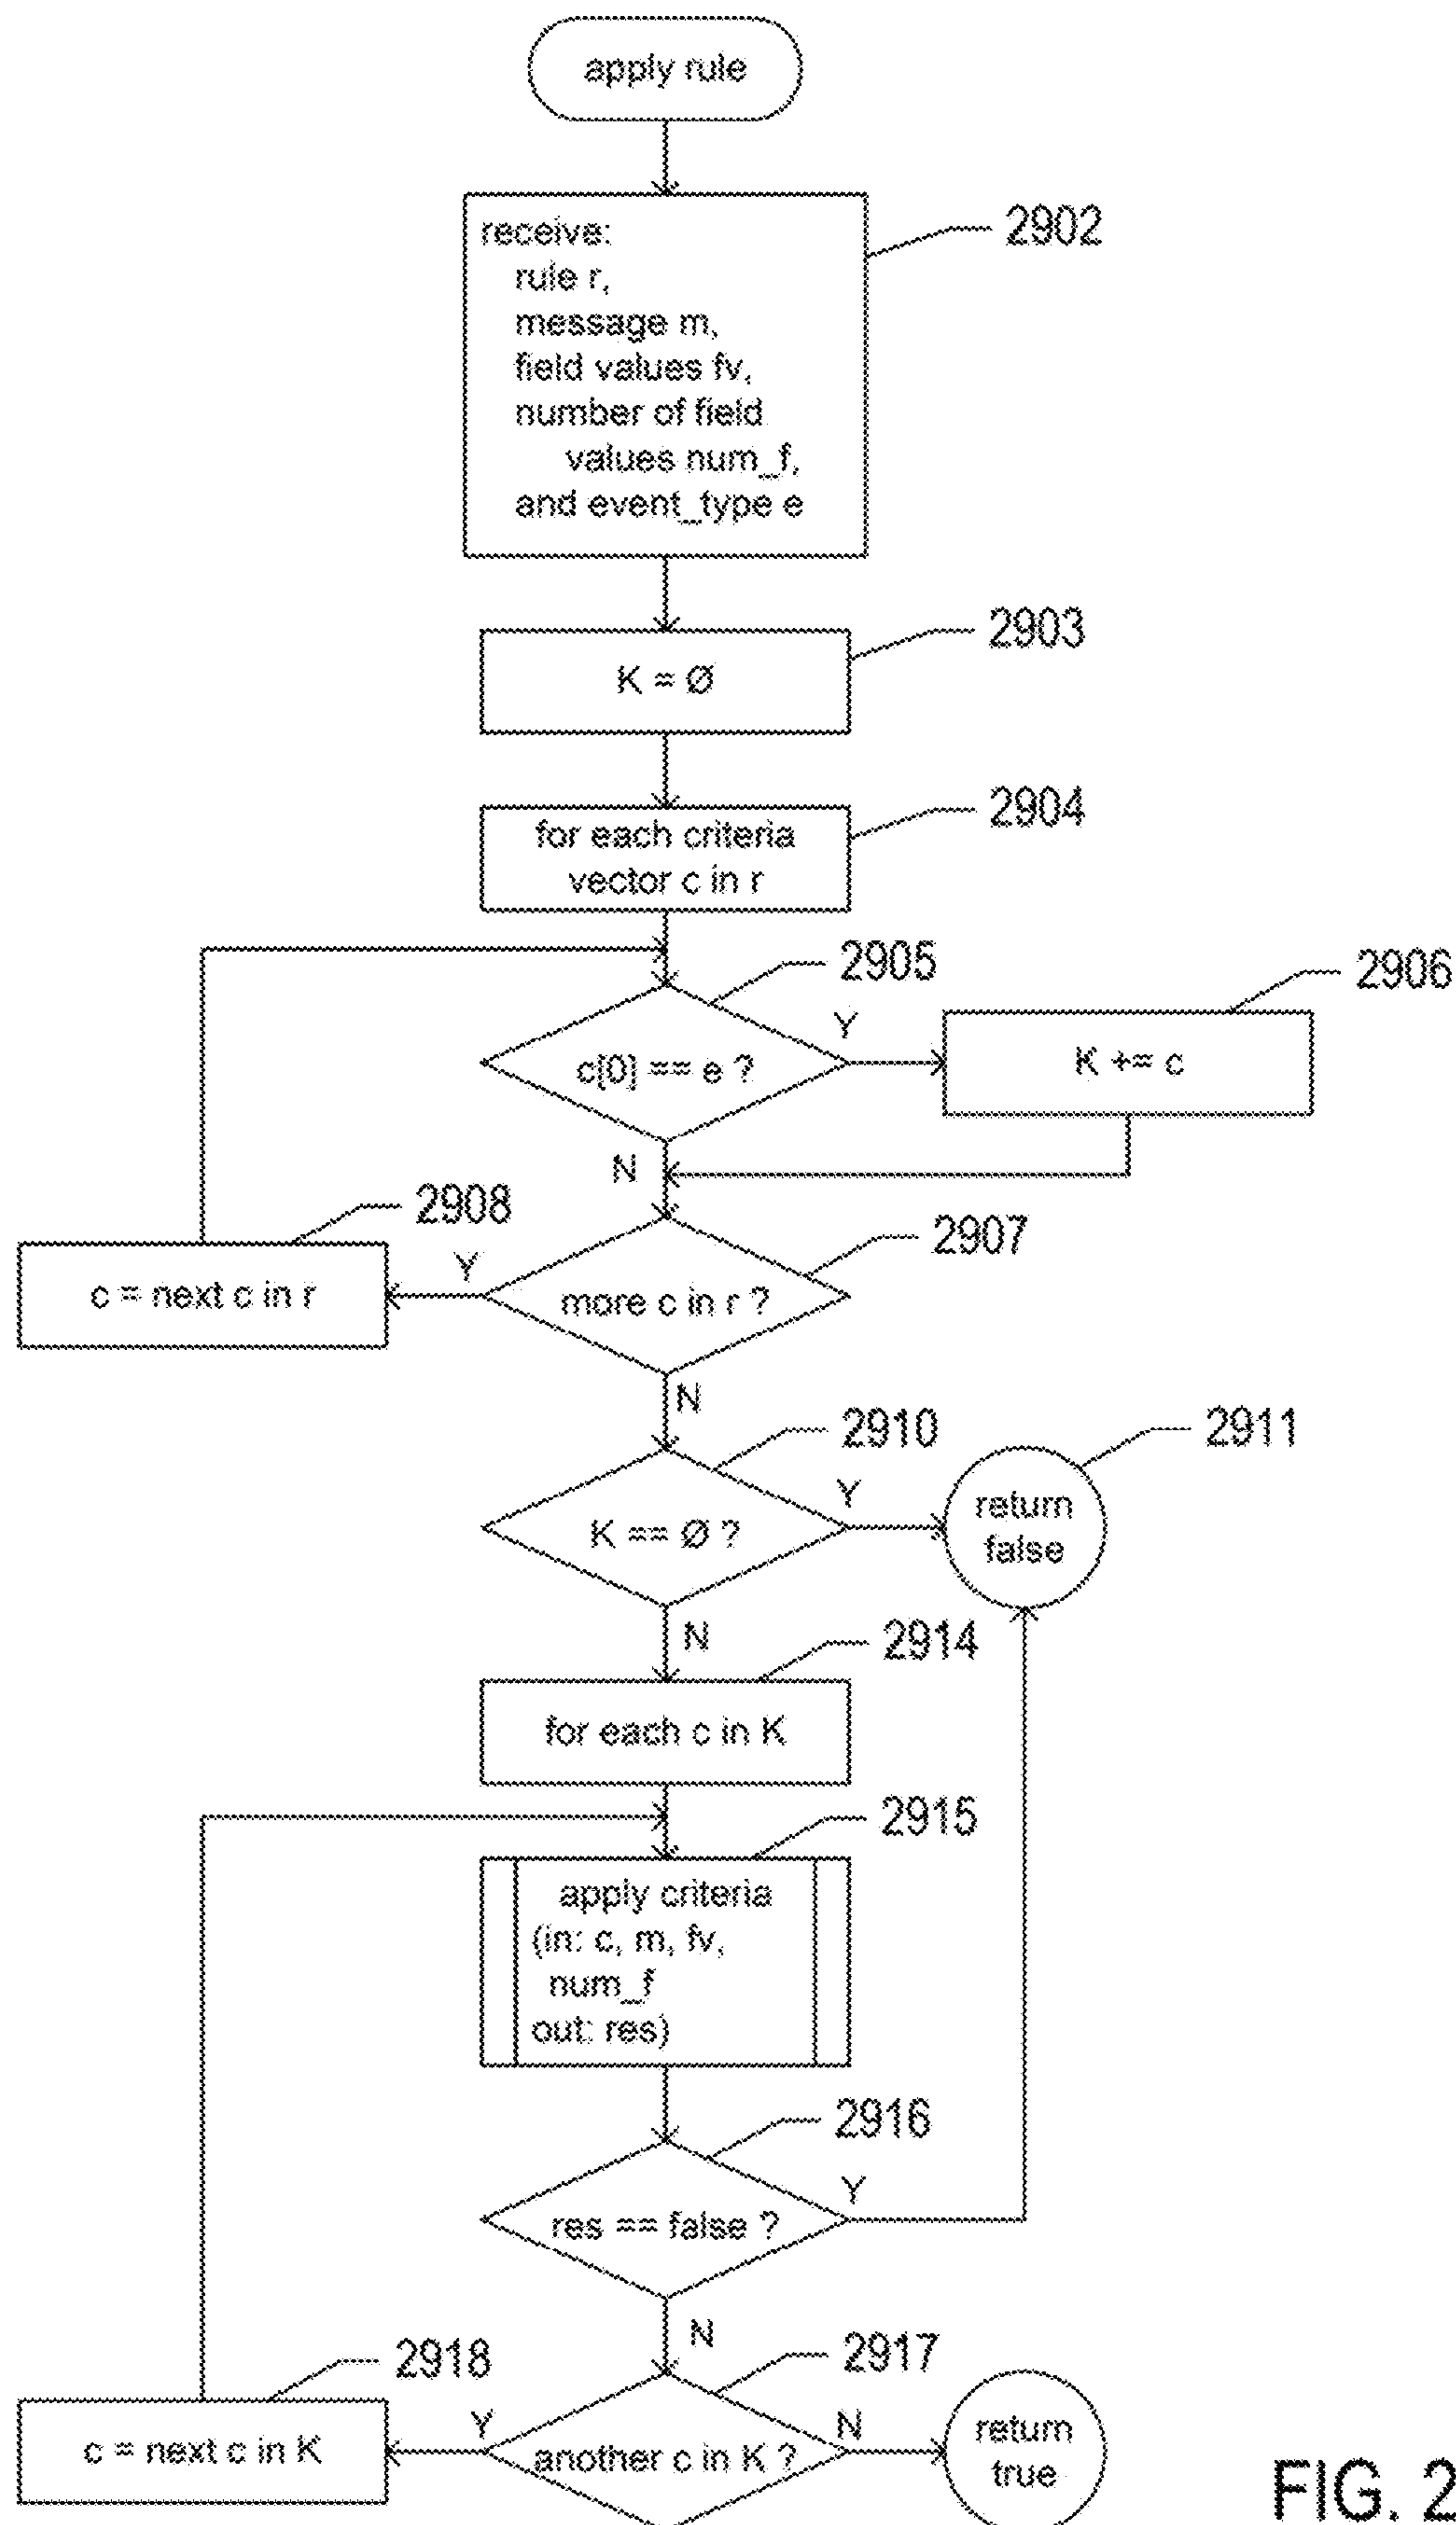 apply rule
receive:
rule r,
message m,
field values fv,
number of field
values num_f,
and event_type e
2902
K = Ø
2903
for each criteria
vector c in r
2904
c[0] == e ?
2905
Y
N
K += c
2906
more c in r ?
2907
Y
N
c = next c in r
2908
K == Ø ?
2910
Y
N
return
false
2911
for each c in K
2914
apply criteria
(in: c, m, fv,
num_f
out: res)
2915
res == false ?
2916
Y
N
another c in K ?
2917
Y
N
c = next c in K
2918
return
true
FIG. 2